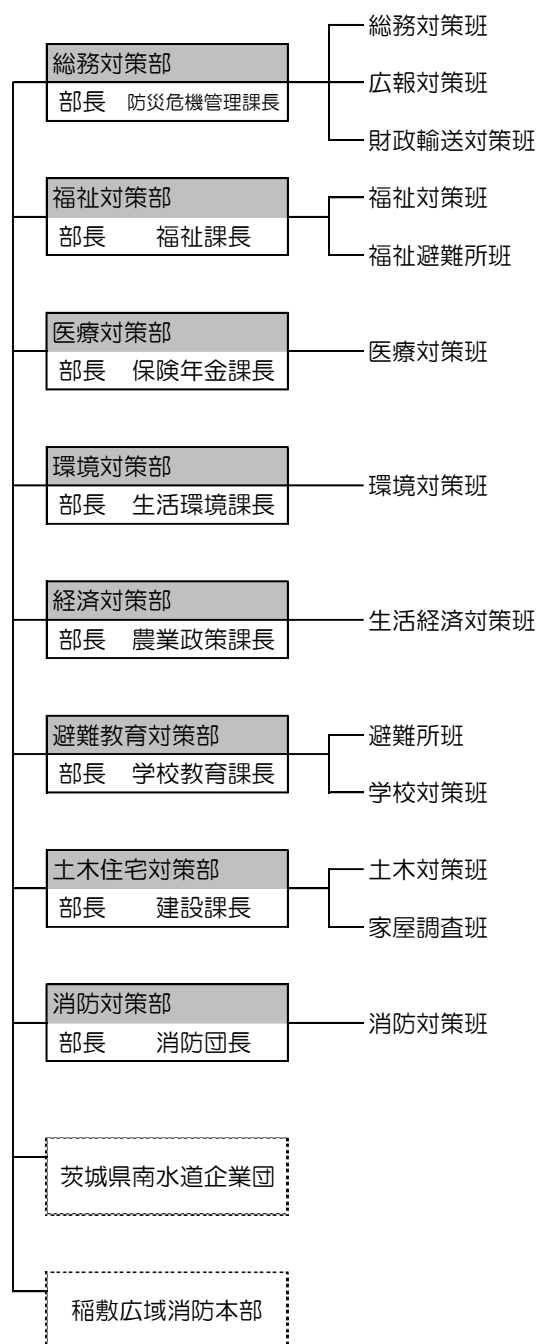 総務対策部
部長 防災危機管理課長
総務対策班
広報対策班
財政輸送対策班
福祉対策部
部長 福祉課長
福祉対策班
福祉避難所班
医療対策部
部長 保険年金課長
医療対策班
環境対策部
部長 生活環境課長
環境対策班
経済対策部
部長 農業政策課長
生活経済対策班
避難教育対策部
部長 学校教育課長
避難所班
学校対策班
土木住宅対策部
部長 建設課長
土木対策班
家屋調査班
消防対策部
部長 消防団長
消防対策班
茨城県南水道企業団
稲敷広域消防本部